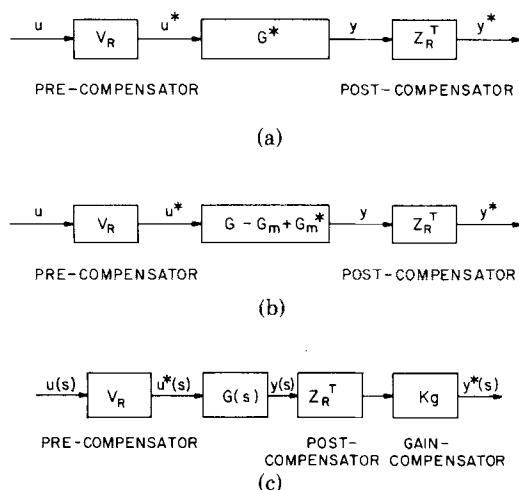 u V_R u* G* y Z_R^T y*
PRE-COMPENSATOR POST-COMPENSATOR
(a)
u V_R u* G - G_m + G_m^* y Z_R^T y*
PRE-COMPENSATOR POST-COMPENSATOR
(b)
u(s) V_R u*(s) G(s) y(s) Z_R^T Kg y*(s)
PRE-COMPENSATOR POST- GAIN-
COMPENSATOR COMPENSATOR
(c)